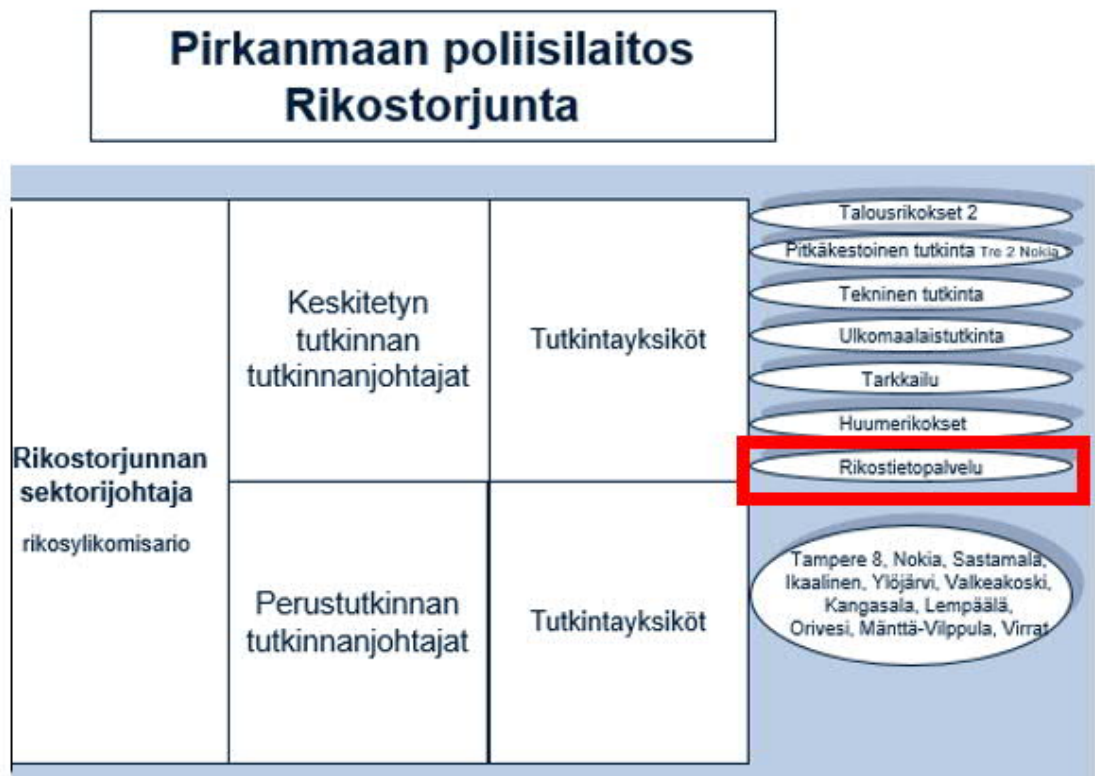 Pirkanmaan poliisilaitos
Rikostorjunta
Rikostorjunnan
sektorijohtaja
rikosylikomisario
Keskitetyn
tutkinnan
tutkinnanjohtajat
Tutkintayksiköt
Perustutkinnan
tutkinnanjohtajat
Tutkintayksiköt
Talousrikokset 2
Pitkäkestoinen tutkinta Tre 2 Nokia
Tekninen tutkinta
Ulkomaalaistutkinta
Tarkkailu
Huumerikokset
Rikostietopalvelu
Tampere 8, Nokia, Sastamala,
Ikaalinen, Ylöjärvi, Valkeakoski,
Kangasala, Lempäälä,
Orivesi, Mänttä-Vilppula, Virrat